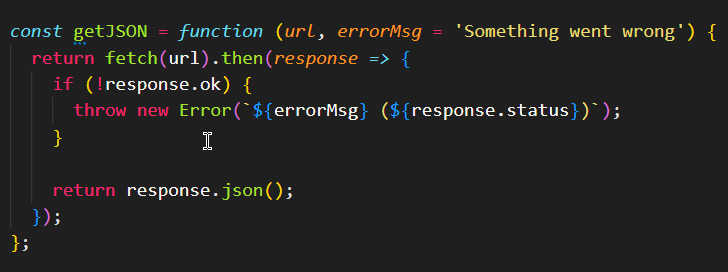 const getJSON = function (url, errorMsg = 'Something went wrong') {
return fetch(url).then(response => {
if (!response.ok) {
throw new Error(`${errorMsg} (${response.status})`);
}
return response.json();
});
};